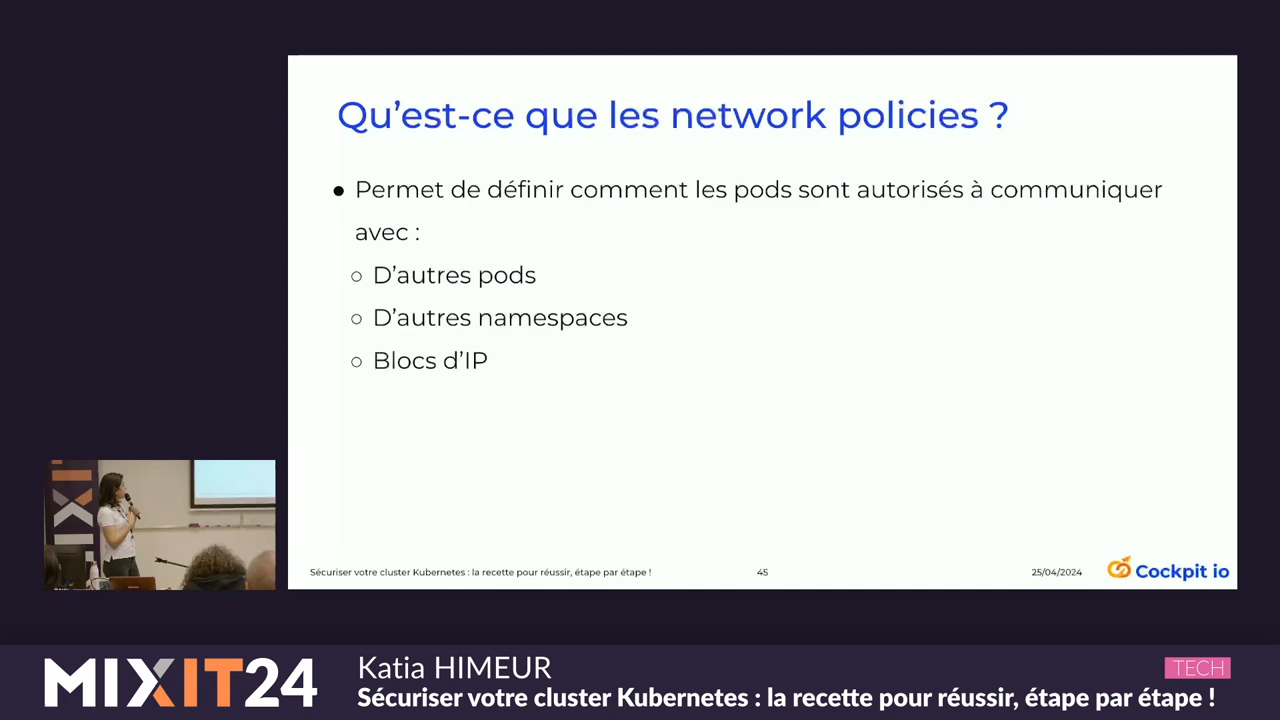 Qu’est-ce que les network policies ?
● Permet de définir comment les pods sont autorisés à communiquer
avec :
○ D’autres pods
○ D’autres namespaces
○ Blocs d’IP
Sécuriser votre cluster Kubernetes : la recette pour réussir, étape par étape !
45
25/04/2024
Cockpit io
MIXIT24
Katia HIMEUR
TECH
Sécuriser votre cluster Kubernetes : la recette pour réussir, étape par étape !